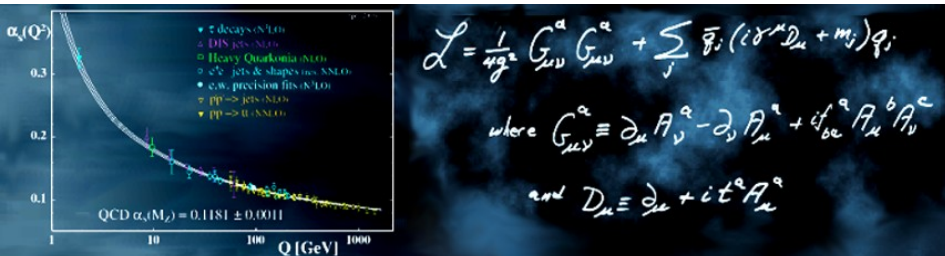 αs(Q²)
τ decays (N³LO)
DIS jets (NLO)
Heavy Quarkonia (NLO)
e⁺e⁻ jets & shapes (res. NNLO)
e.w. precision fits (N³LO)
pp –> jets (NLO)
pp –> tt (NNLO)
0.3
0.2
0.1
QCD αs(Mz) = 0.1181 ± 0.0011
1 10 100 1000
Q [GeV]
ℒ = 1/4g² Gᵃμν Gᵃμν + Σj q̄j (iγᵘDμ + mj) qj
where Gᵃμν ≡ ∂μAᵃν - ∂νAᵃμ + ifᵃbc Aᵇμ Aᶜν
and Dμ ≡ ∂μ + itᵃAᵃμ